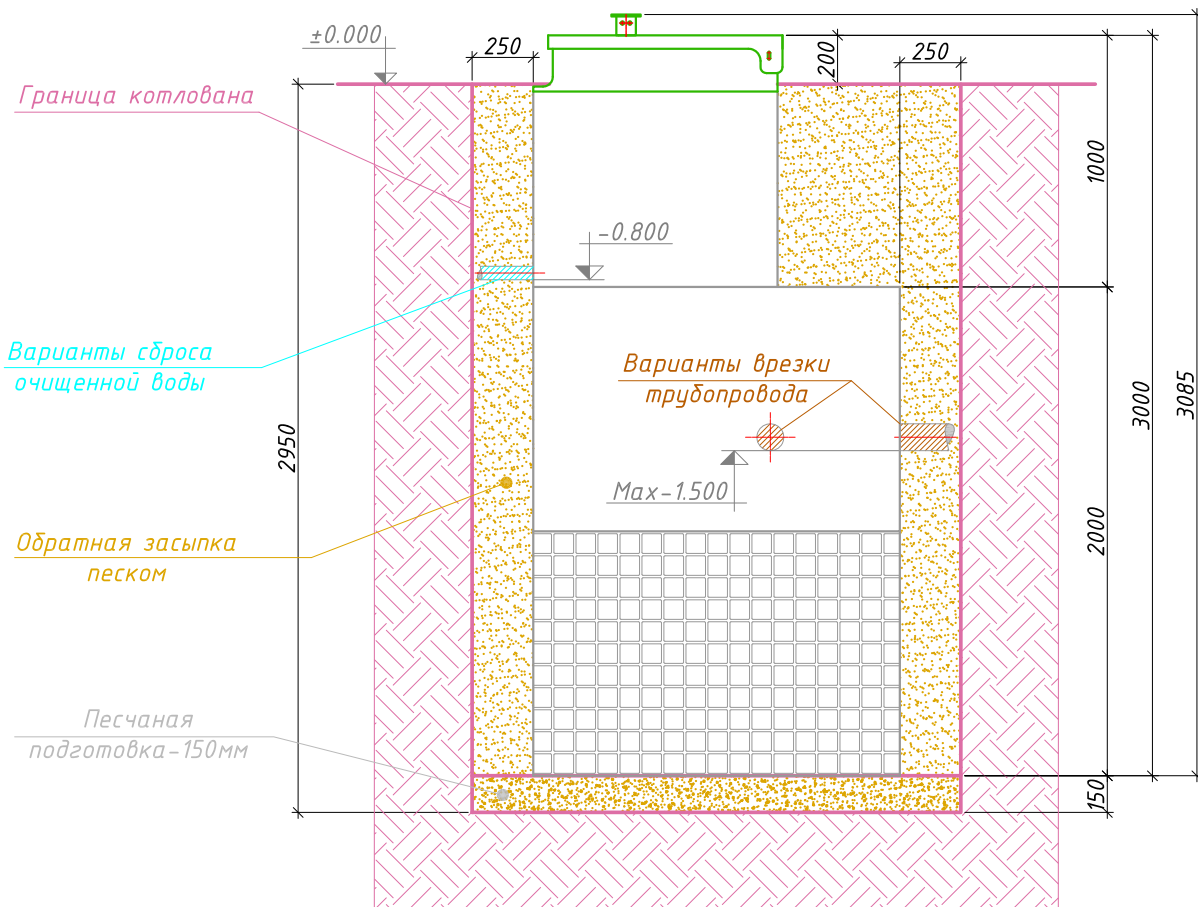 ±0.000
250
200
250
Граница котлована
1000
-0.800
Варианты сброса
очищенной воды
Варианты врезки
трубопровода
3000
3085
2950
Max-1.500
2000
Обратная засыпка
песком
Песчаная
подготовка-150мм
150